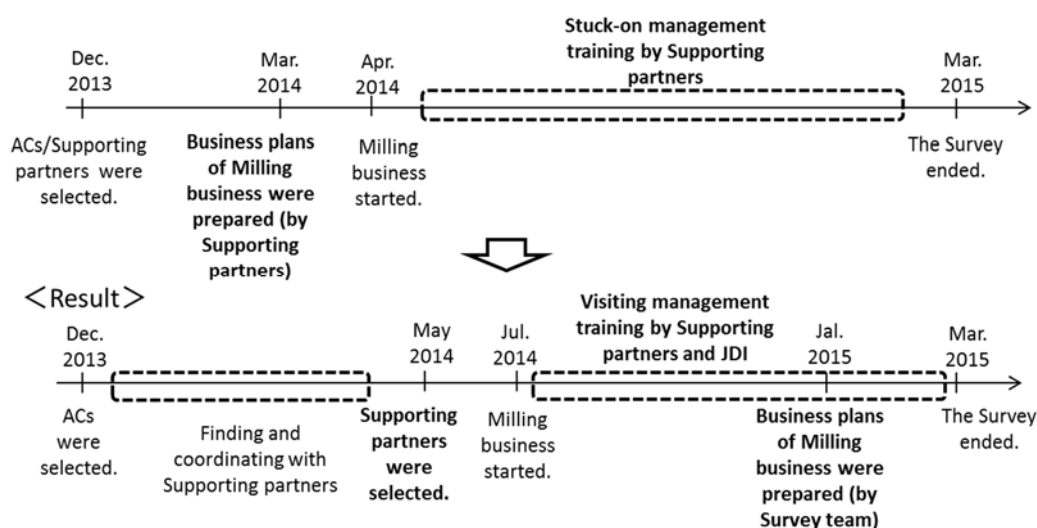 Stuck-on management
training by Supporting
partners
Dec.
2013
Mar.
2014
Apr.
2014
Mar.
2015
ACs/Supporting
partners were
selected.
Business plans
of Milling
business were
prepared (by
Supporting
partners)
Milling
business
started.
The Survey
ended.
<Result>
Visiting management
training by Supporting
partners and JDI
Dec.
2013
May
2014
Jul.
2014
Jal.
2015
Mar.
2015
ACs
were
selected.
Finding and
coordinating with
Supporting partners
Supporting
partners
were
selected.
Milling
business
started.
Business plans
of Milling
business were
prepared (by
Survey team)
The Survey
ended.